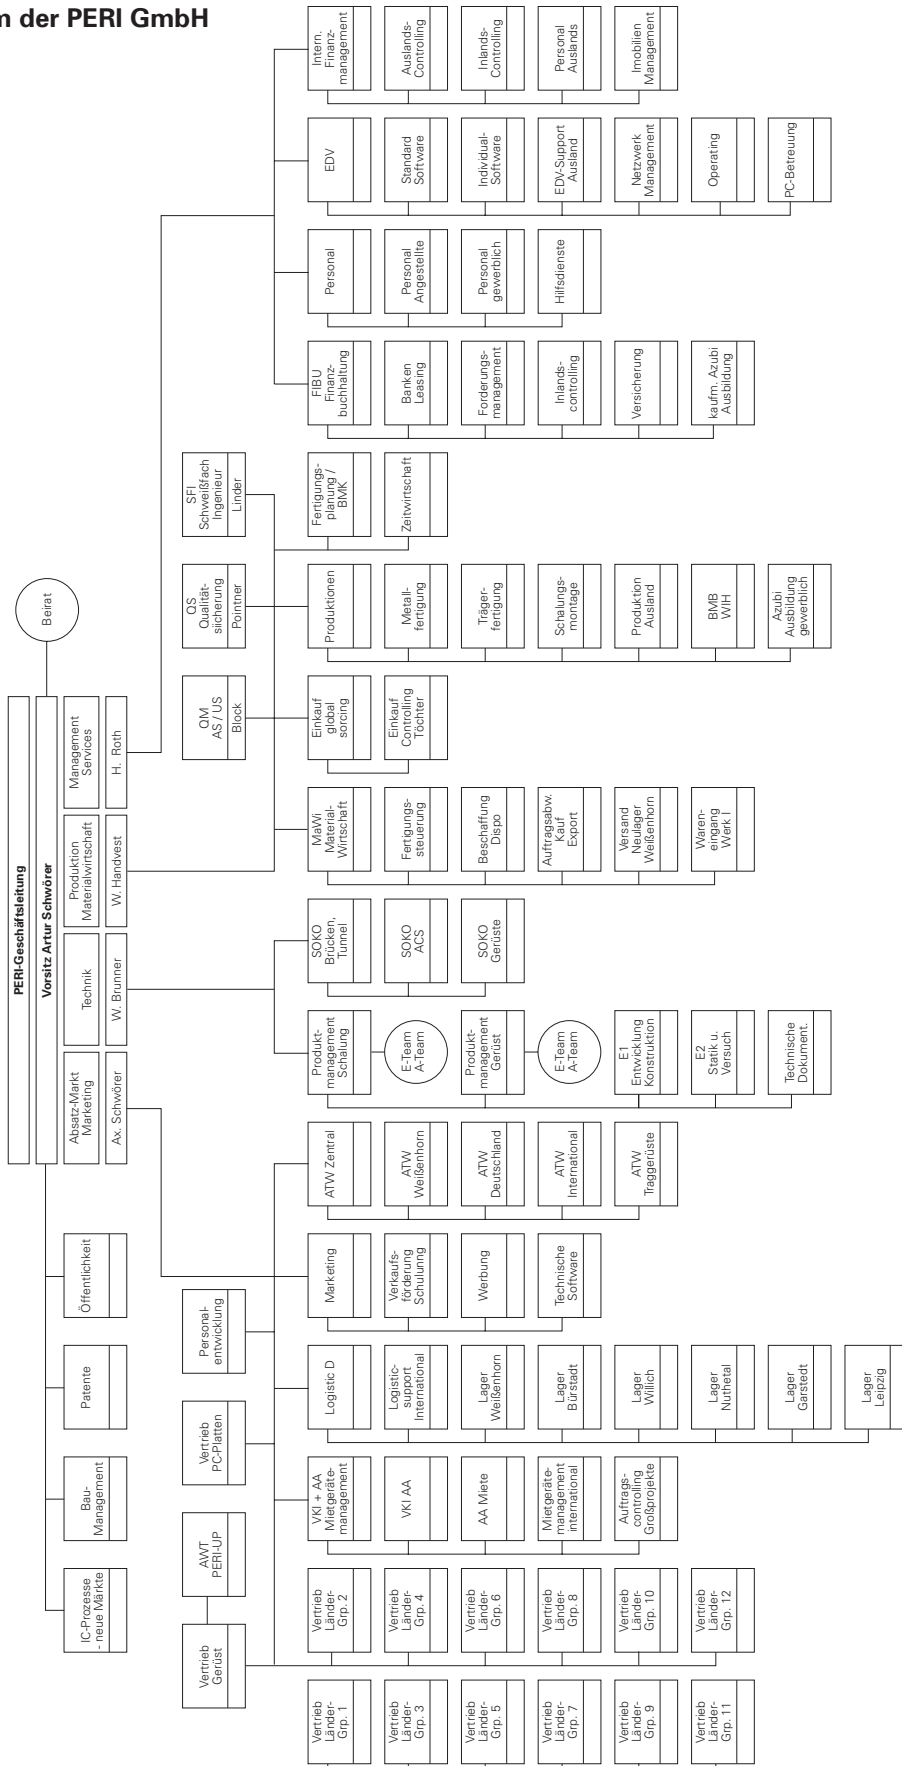 m der PERI GmbH
PERI-Geschäftsleitung
Vorsitz Artur Schwörer
Beirat
Absatz-Markt
Marketing
Ax. Schwörer
Technik
W. Brunner
Produktion
Materialwirtschaft
W. Handvest
Management
Services
H. Roth
IC-Prozesse
- neue Märkte
Bau-
Management
Patente
Öffentlichkeit
Vertrieb
Gerüst
AWT
PERI-UP
Vertrieb
PC-Platten
Personal-
entwicklung
QM
AS / US
Block
QS
Qualität-
siicherung
Pointner
SFI
Schweißfach
Ingenieur
Linder
Vertrieb
Länder-
Grp. 1
Vertrieb
Länder-
Grp. 3
Vertrieb
Länder-
Grp. 5
Vertrieb
Länder-
Grp. 7
Vertrieb
Länder-
Grp. 9
Vertrieb
Länder-
Grp. 11
Vertrieb
Länder-
Grp. 2
Vertrieb
Länder-
Grp. 4
Vertrieb
Länder-
Grp. 6
Vertrieb
Länder-
Grp. 8
Vertrieb
Länder-
Grp. 10
Vertrieb
Länder-
Grp. 12
VKI + AA
Mietgeräte-
management
VKI AA
AA Miete
Mietgeräte-
management
international
Auftrags-
controlling
Großprojekte
Logistic D
Logistic-
support
International
Lager
Weißenhorn
Lager
Bürstadt
Lager
Willich
Lager
Nuthetal
Lager
Garstedt
Lager
Leipzig
Marketing
Verkaufs-
förderung
Schulunng
Werbung
Technische
Software
ATW Zentral
ATW
Weißenhorn
ATW
Deutschland
ATW
International
ATW
Traggerüste
Produkt-
management
Schalung
E-Team
A-Team
Produkt-
management
Gerüst
E-Team
A-Team
E1
Entwicklung
Konstruktion
E2
Statik u.
Versuch
Technische
Dokument.
SOKO
Brücken,
Tunnel
SOKO
ACS
SOKO
Gerüste
MaWi
Material-
Wirtschaft
Fertigungs-
steuerung
Beschaffung
Dispo
Auftragsabw.
Kauf
Export
Versand
Neulager
Weißenhorn
Waren-
eingang
Werk I
Einkauf
global
sorcing
Einkauf
Controlling
Töchter
Produktionen
Metall-
fertigung
Träger-
fertigung
Schalungs-
montage
Produktion
Ausland
BMB
WIH
Azubi
Ausbildung
gewerblich
Fertigungs-
planung /
BMK
Zeitwirtschaft
FIBU
Finanz-
buchhaltung
Banken
Leasing
Forderungs-
management
Inlands-
controlling
Versicherung
kaufm. Azubi
Ausbildung
Personal
Personal
Angestellte
Personal
gewerblich
Hilfsdienste
EDV
Standard
Software
Individual-
Software
EDV-Support
Ausland
Netzwerk
Management
Operating
PC-Betreuung
Intern.
Finanz-
management
Auslands-
Controlling
Inlands-
Controlling
Personal
Auslands
Imobilien
Management